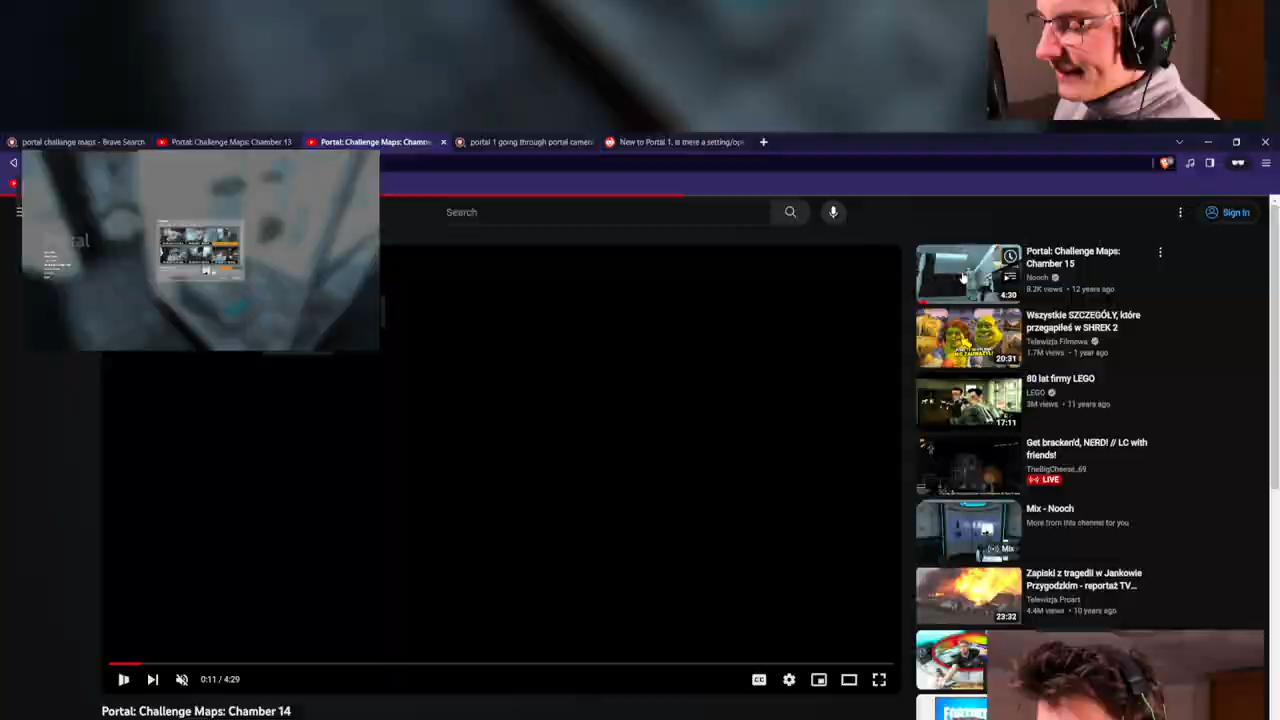 portal challenge maps - Brave Search
Portal: Challenge Maps: Chamber 13
Portal: Challenge Maps: Chamb
portal 1 going through portal camera
New to Portal 1, is there a setting/op
Search
Sign in
Portal: Challenge Maps:
Chamber 15
Nooch
8.2K views • 12 years ago
4:30
Wszystkie SZCZEGÓŁY, które
przegapiłeś w SHREK 2
Telewizja Filmowa
1.7M views • 1 year ago
20:31
80 lat firmy LEGO
LEGO
3M views • 11 years ago
17:11
Get bracken'd, NERD! // LC with
friends!
TheBigCheese_69
LIVE
Mix - Nooch
More from this channel for you
Mix
Zapiski z tragedii w Jankowie
Przygodzkim - reportaż TV...
Telewizja Proart
4.4M views • 10 years ago
23:32
0:11 / 4:29
CC
Portal: Challenge Maps: Chamber 14